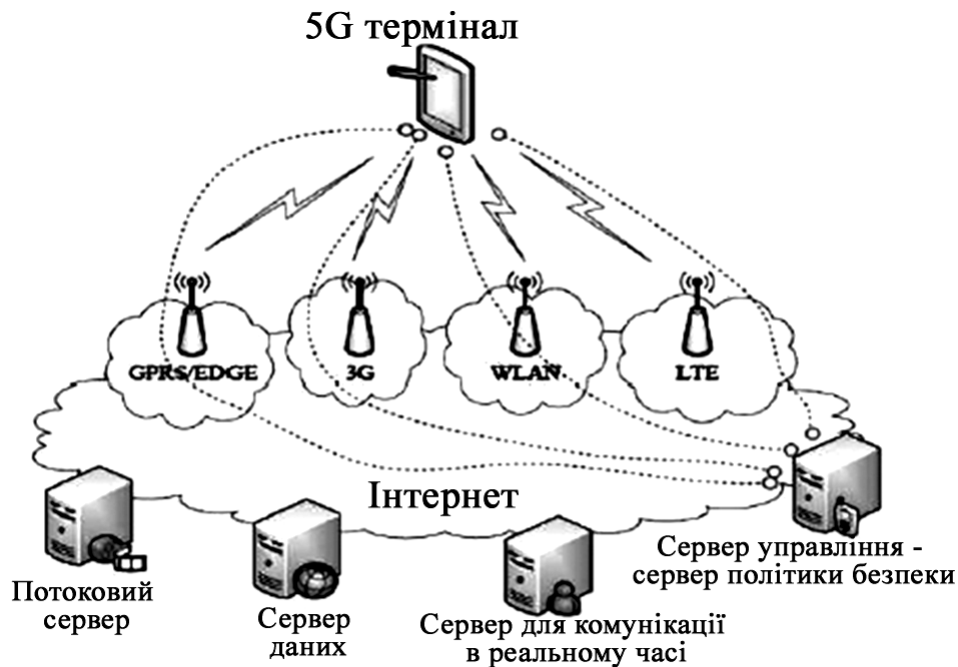 5G термінал
GPRS/EDGE
3G
WLAN
LTE
Інтернет
Потоковий
сервер
Сервер
даних
Сервер для комунікації
в реальному часі
Сервер управління -
сервер політики безпеки